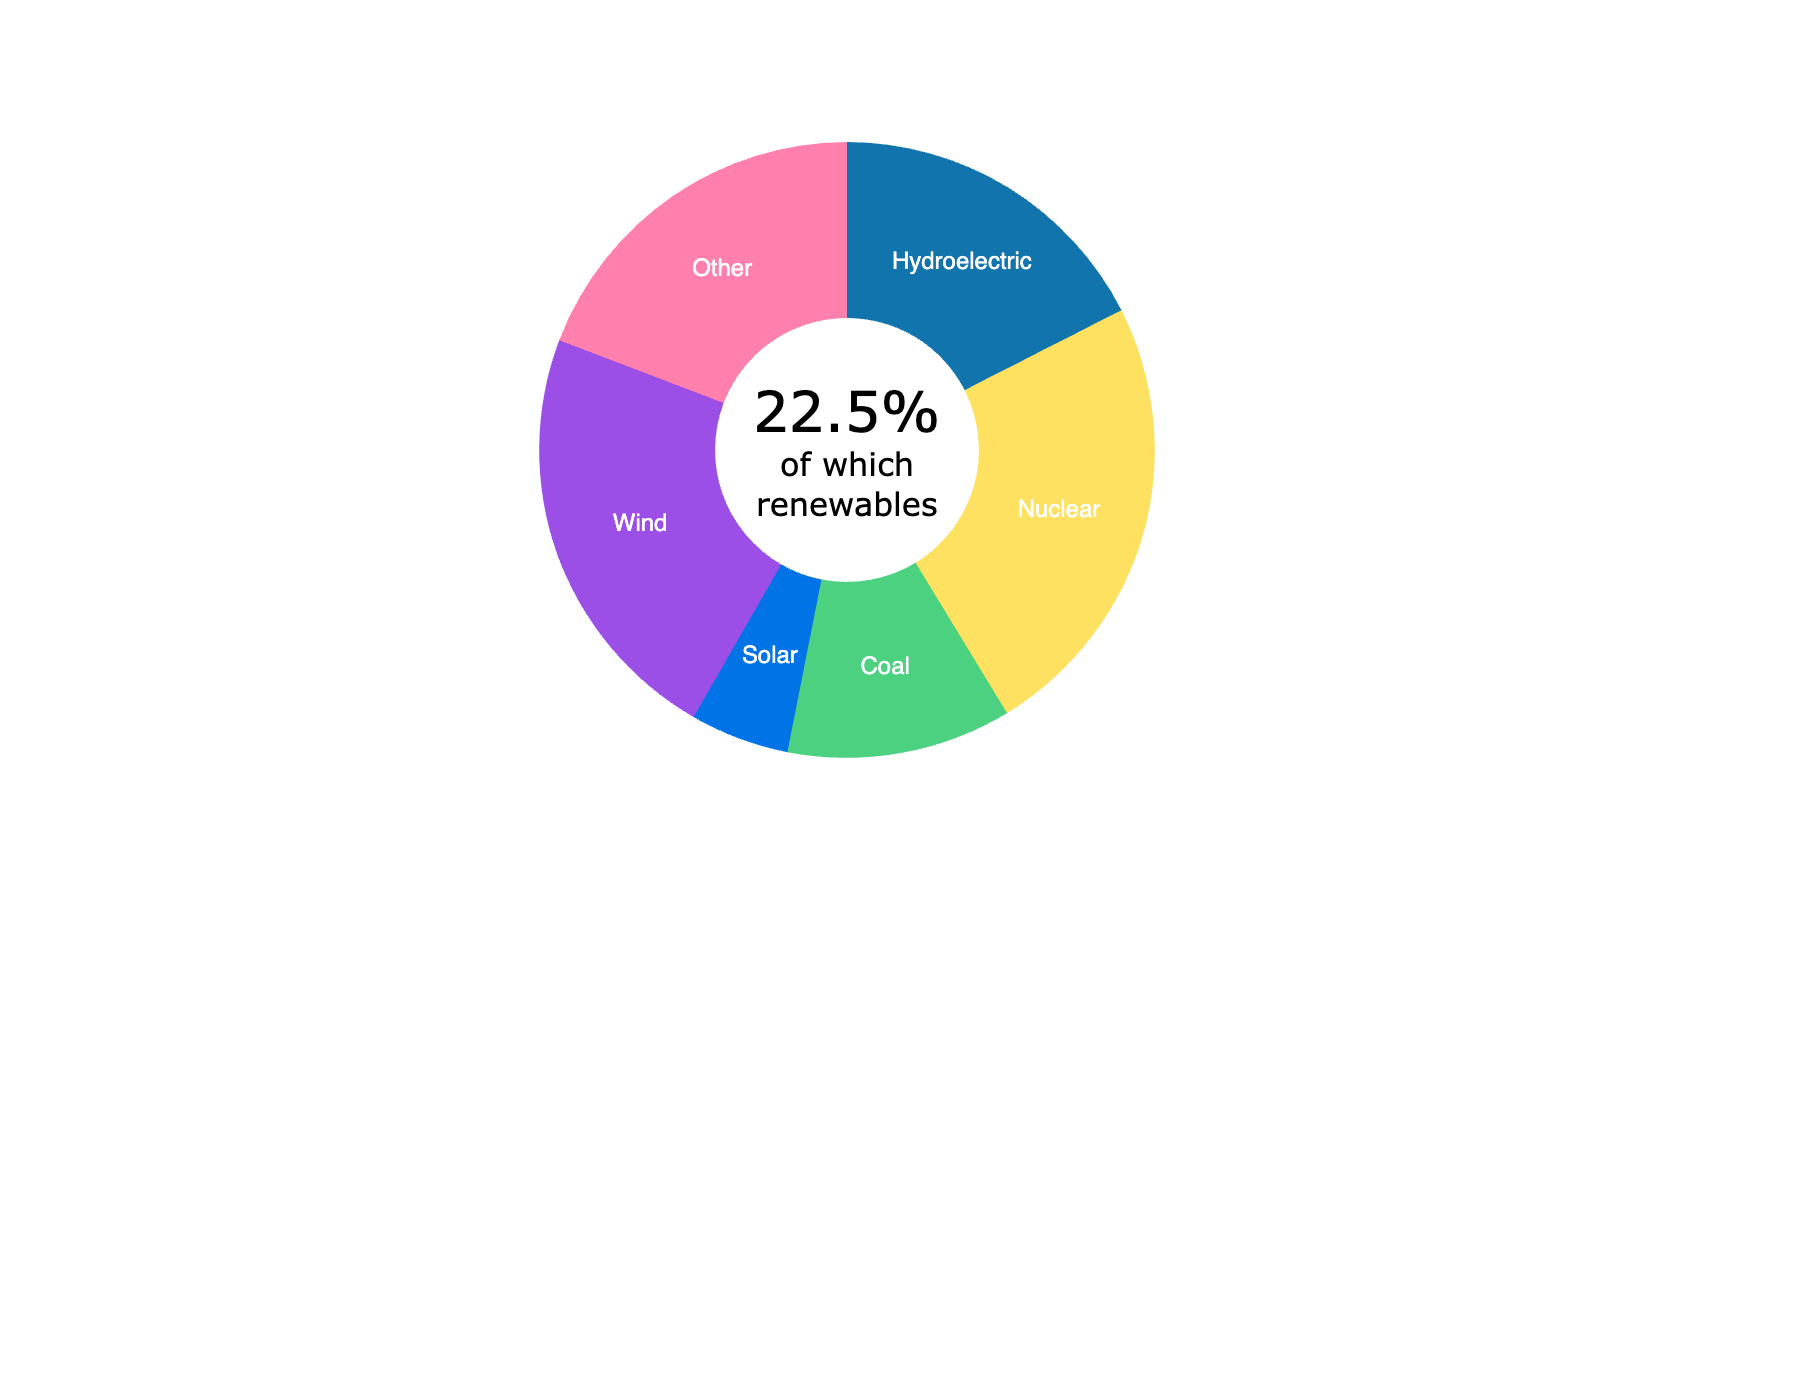 Other
Hydroelectric
22.5%
of which
renewables
Nuclear
Wind
Solar
Coal